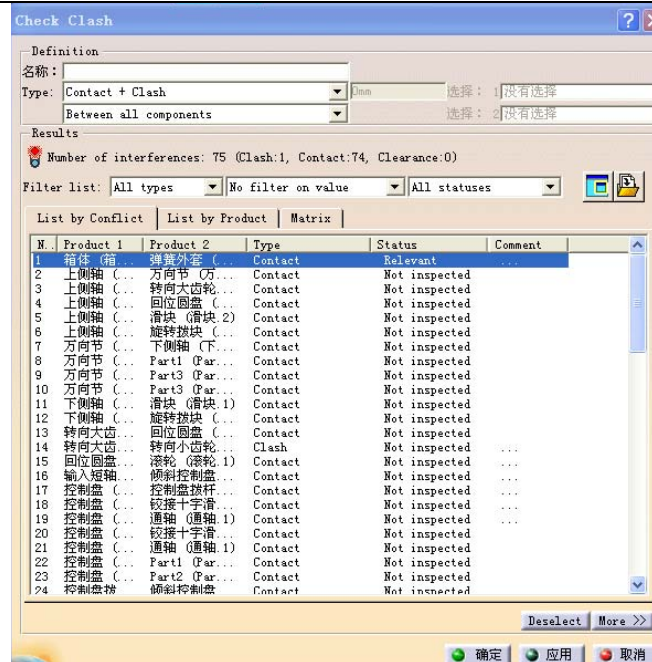 Check Clash
Definition
名称：
Type: Contact + Clash 0mm 选择： 1 没有选择
Between all components 选择： 2 没有选择
Results
Number of interferences: 75 (Clash:1, Contact:74, Clearance:0)
Filter list: All types No filter on value All statuses
List by Conflict List by Product Matrix
N.. Product 1 Product 2 Type Status Comment
1 箱体 (箱... 弹簧外套 (... Contact Relevant ...
2 上侧轴 (... 万向节 (万... Contact Not inspected
3 上侧轴 (... 转向大齿轮... Contact Not inspected
4 上侧轴 (... 回位圆盘 (... Contact Not inspected
5 上侧轴 (... 滑块 (滑块.2) Contact Not inspected
6 上侧轴 (... 旋转拨块 (... Contact Not inspected
7 万向节 (... 下侧轴 (下... Contact Not inspected
8 万向节 (... Part1 (Par... Contact Not inspected
9 万向节 (... Part3 (Par... Contact Not inspected
10 万向节 (... Part3 (Par... Contact Not inspected
11 下侧轴 (... 滑块 (滑块.1) Contact Not inspected
12 下侧轴 (... 旋转拨块 (... Contact Not inspected
13 转向大齿... 回位圆盘 (... Contact Not inspected
14 转向大齿... 转向小齿轮... Clash Not inspected ...
15 回位圆盘... 滚轮 (滚轮.1) Contact Not inspected ...
16 输入短轴... 倾斜控制盘... Contact Not inspected ...
17 控制盘 (... 控制盘拨杆... Contact Not inspected ...
18 控制盘 (... 铰接十字滑... Contact Not inspected ...
19 控制盘 (... 通轴 (通轴.1) Contact Not inspected ...
20 控制盘 (... 铰接十字滑... Contact Not inspected
21 控制盘 (... 通轴 (通轴.1) Contact Not inspected
22 控制盘 (... Part1 (Par... Contact Not inspected
23 控制盘 (... Part2 (Par... Contact Not inspected
24 控制盘拨 倾斜控制盘 Contact Not inspected
Deselect More >>
确定 应用 取消